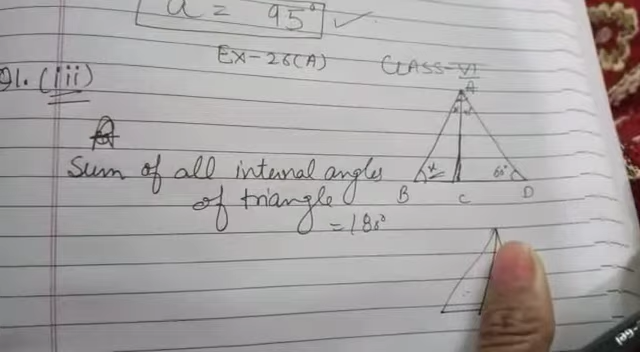 a = 95°
Ex-26(A) CLASS-VI
Q1. (iii)
A
Sum of all internal angles
of triangle
= 180°
x 60°
B C D